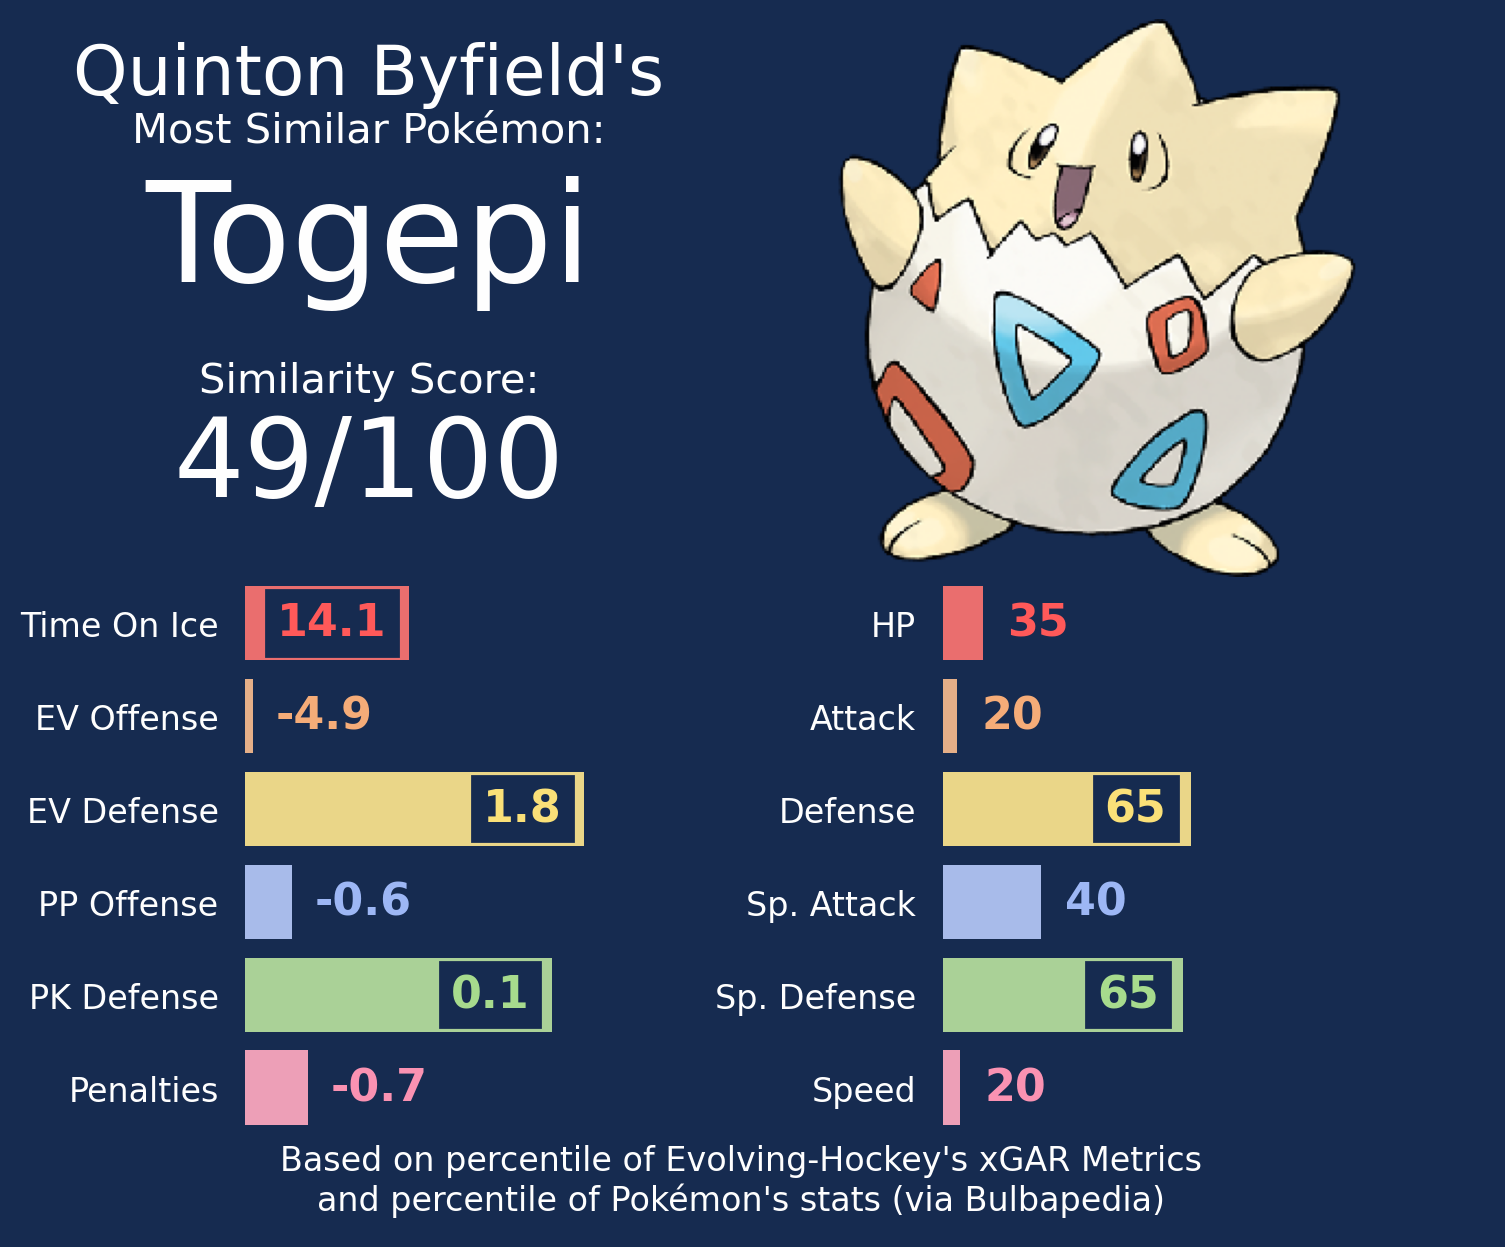 Quinton Byfield's
Most Similar Pokémon:
Togepi
Similarity Score:
49/100
Time On Ice 14.1
EV Offense -4.9
EV Defense 1.8
PP Offense -0.6
PK Defense 0.1
Penalties -0.7
HP 35
Attack 20
Defense 65
Sp. Attack 40
Sp. Defense 65
Speed 20
Based on percentile of Evolving-Hockey's xGAR Metrics
and percentile of Pokémon's stats (via Bulbapedia)